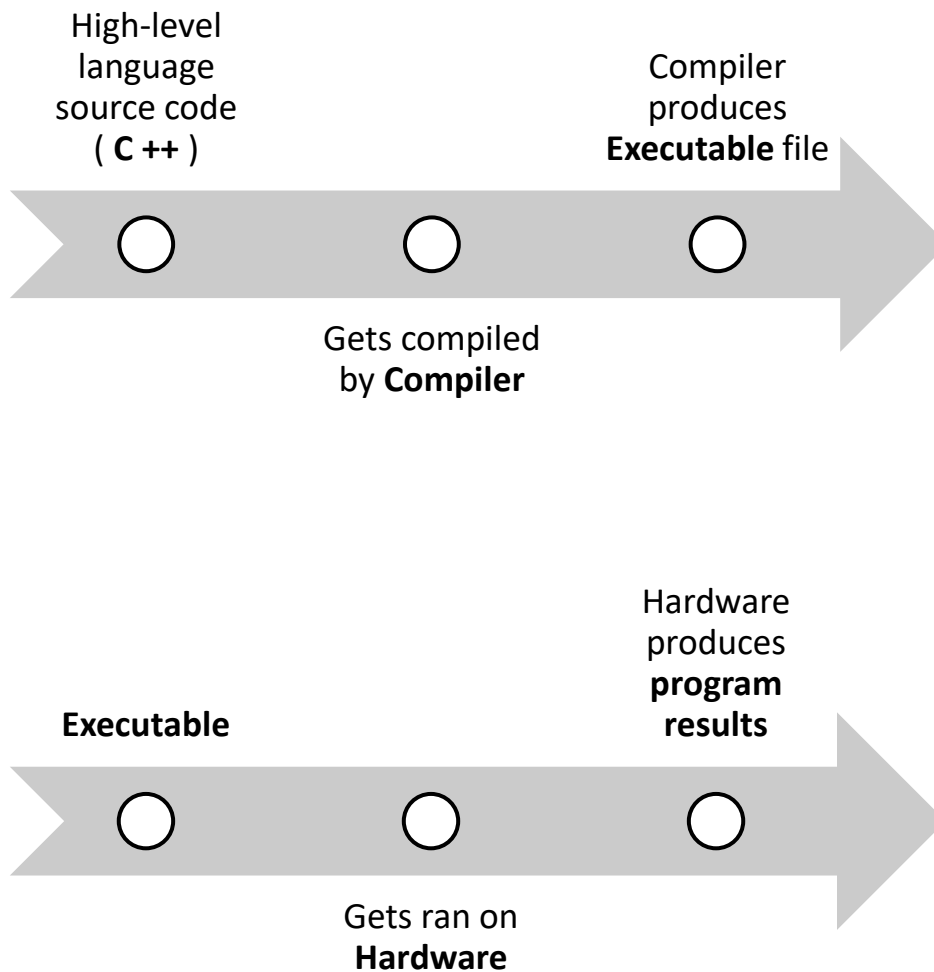 High-level
language
source code
( C ++ )
Compiler
produces
Executable file
Gets compiled
by Compiler
Hardware
produces
program
results
Executable
Gets ran on
Hardware